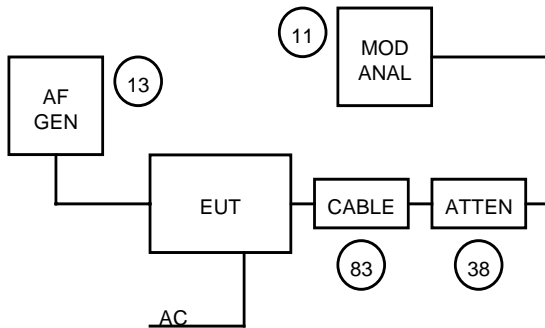 11
MOD
ANAL
AF
GEN
13
EUT
CABLE
ATTEN
83
38
AC